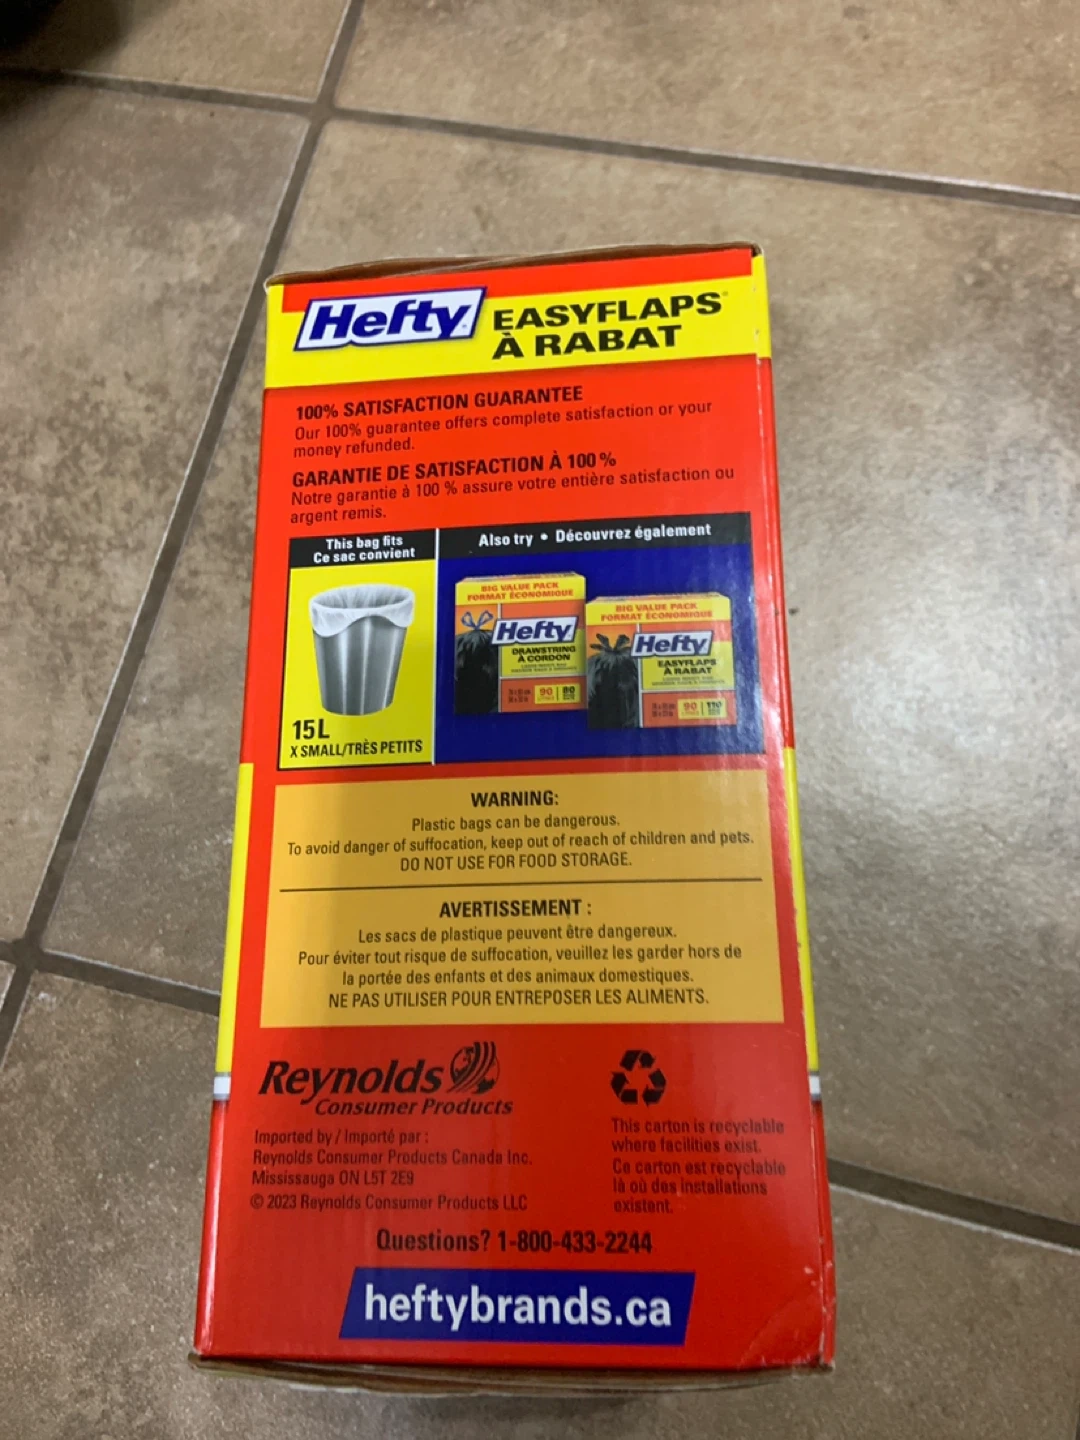 Hefty EASYFLAPS
À RABAT
100% SATISFACTION GUARANTEE
Our 100% guarantee offers complete satisfaction or your
money refunded.
GARANTIE DE SATISFACTION À 100 %
Notre garantie à 100 % assure votre entière satisfaction ou
argent remis.
This bag fits
Ce sac convient
15L
X SMALL/TRÈS PETITS
Also try • Découvrez également
BIG VALUE PACK
FORMAT ÉCONOMIQUE
Hefty
DRAWSTRING
À CORDON
90 80
BIG VALUE PACK
FORMAT ÉCONOMIQUE
Hefty
EASYFLAPS
À RABAT
90 110
WARNING:
Plastic bags can be dangerous.
To avoid danger of suffocation, keep out of reach of children and pets.
DO NOT USE FOR FOOD STORAGE.
AVERTISSEMENT :
Les sacs de plastique peuvent être dangereux.
Pour éviter tout risque de suffocation, veuillez les garder hors de
la portée des enfants et des animaux domestiques.
NE PAS UTILISER POUR ENTREPOSER LES ALIMENTS.
Reynolds
Consumer Products
Imported by / Importé par :
Reynolds Consumer Products Canada Inc.
Mississauga ON L5T 2E9
© 2023 Reynolds Consumer Products LLC
This carton is recyclable
where facilities exist.
Ce carton est recyclable
là où des installations
existent.
Questions? 1-800-433-2244
heftybrands.ca